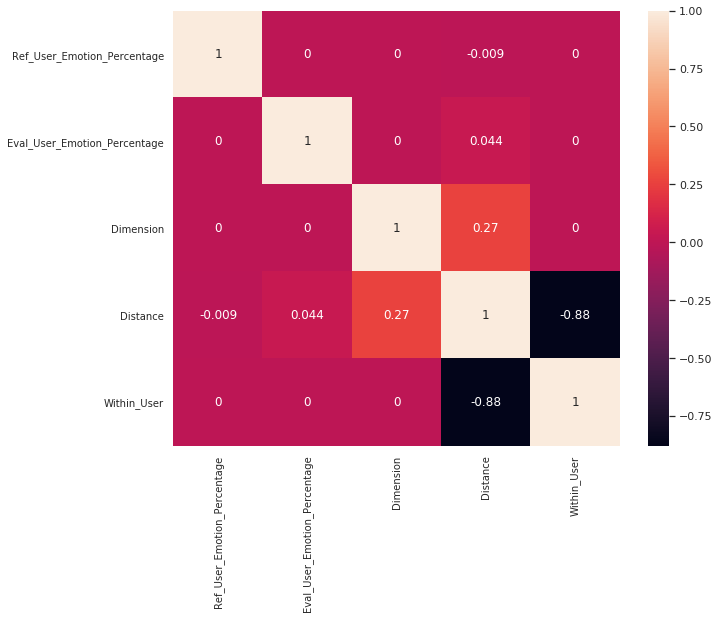 Ref_User_Emotion_Percentage 1 0 0 -0.009 0
Eval_User_Emotion_Percentage 0 1 0 0.044 0
Dimension 0 0 1 0.27 0
Distance -0.009 0.044 0.27 1 -0.88
Within_User 0 0 0 -0.88 1
Ref_User_Emotion_Percentage
Eval_User_Emotion_Percentage
Dimension
Distance
Within_User
1.00
0.75
0.50
0.25
0.00
−0.25
−0.50
−0.75